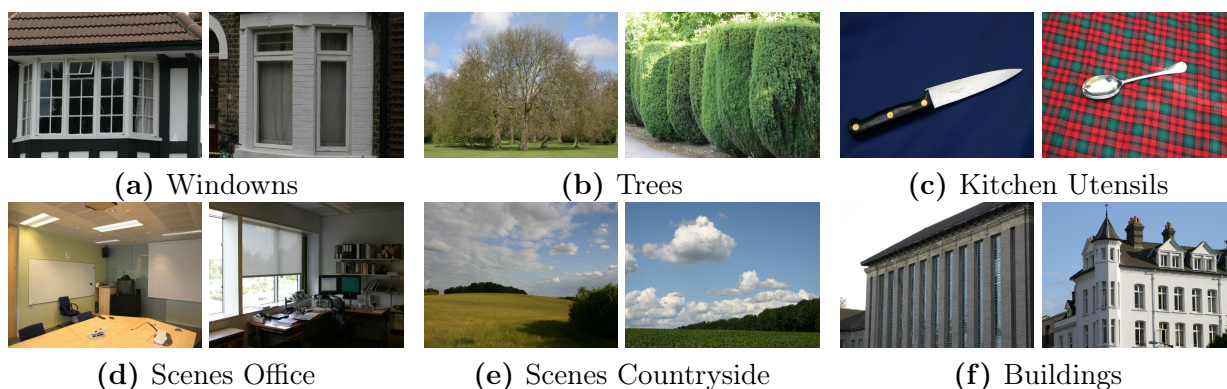 (a) Windowns
(b) Trees
(c) Kitchen Utensils
(d) Scenes Office
(e) Scenes Countryside
(f) Buildings